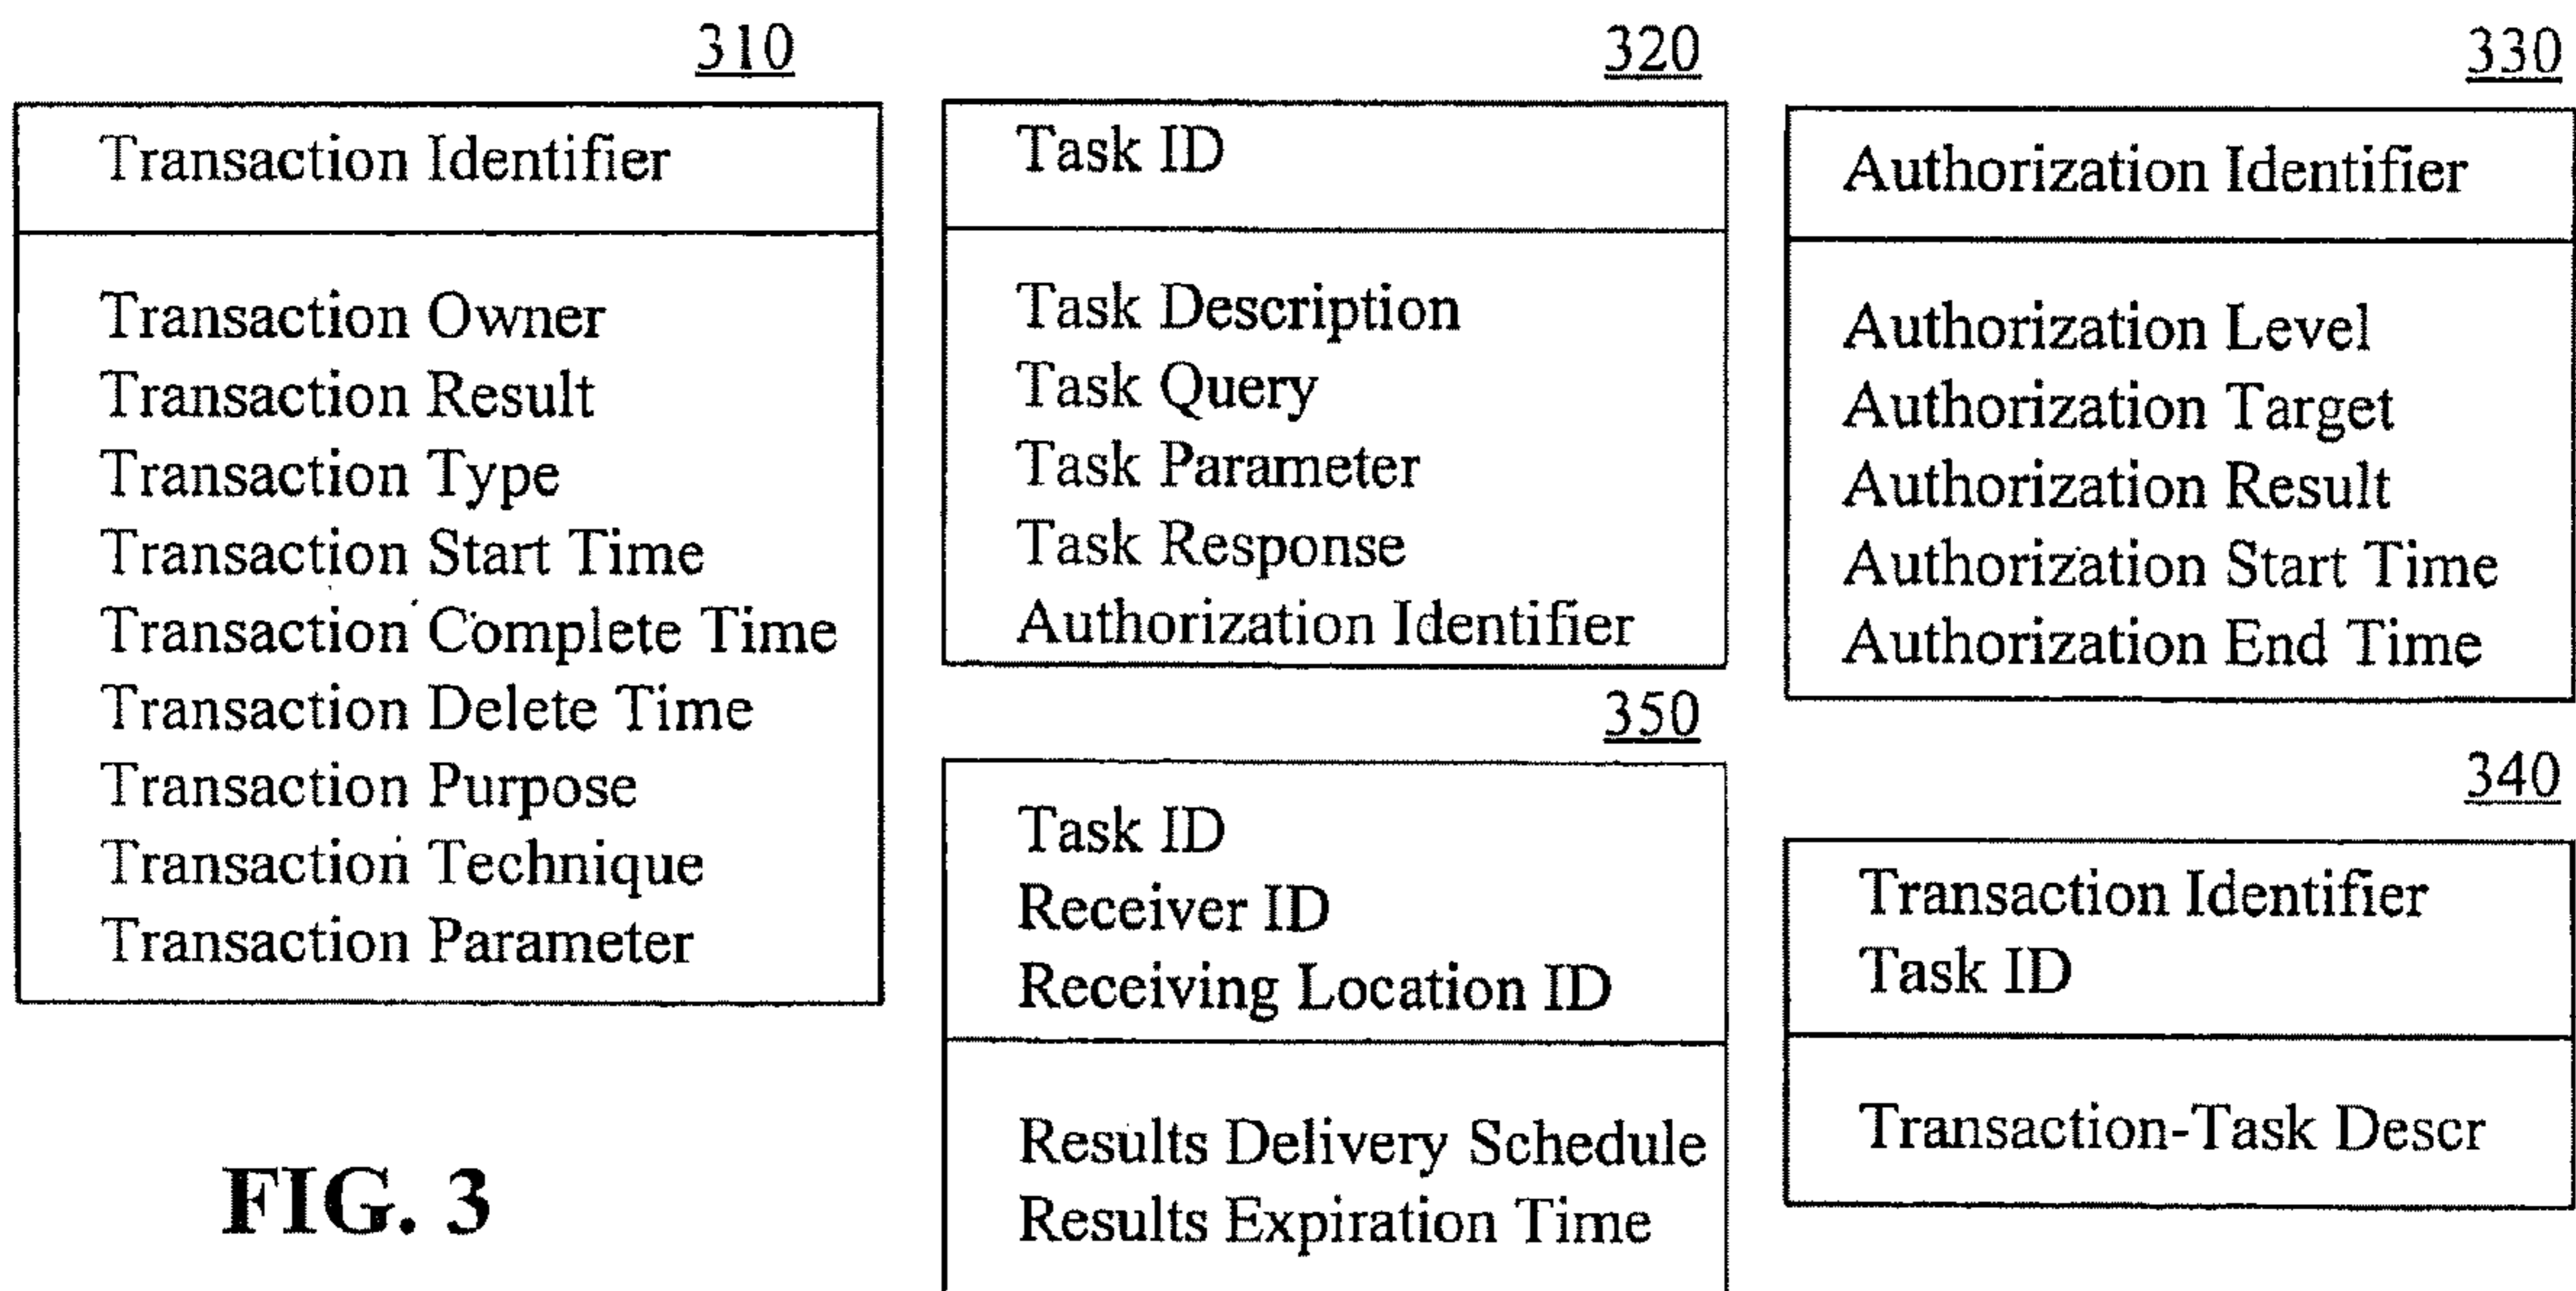 310
Transaction Identifier
Transaction Owner
Transaction Result
Transaction Type
Transaction Start Time
Transaction Complete Time
Transaction Delete Time
Transaction Purpose
Transaction Technique
Transaction Parameter
320
Task ID
Task Description
Task Query
Task Parameter
Task Response
Authorization Identifier
330
Authorization Identifier
Authorization Level
Authorization Target
Authorization Result
Authorization Start Time
Authorization End Time
350
Task ID
Receiver ID
Receiving Location ID
Results Delivery Schedule
Results Expiration Time
340
Transaction Identifier
Task ID
Transaction-Task Descr
FIG. 3